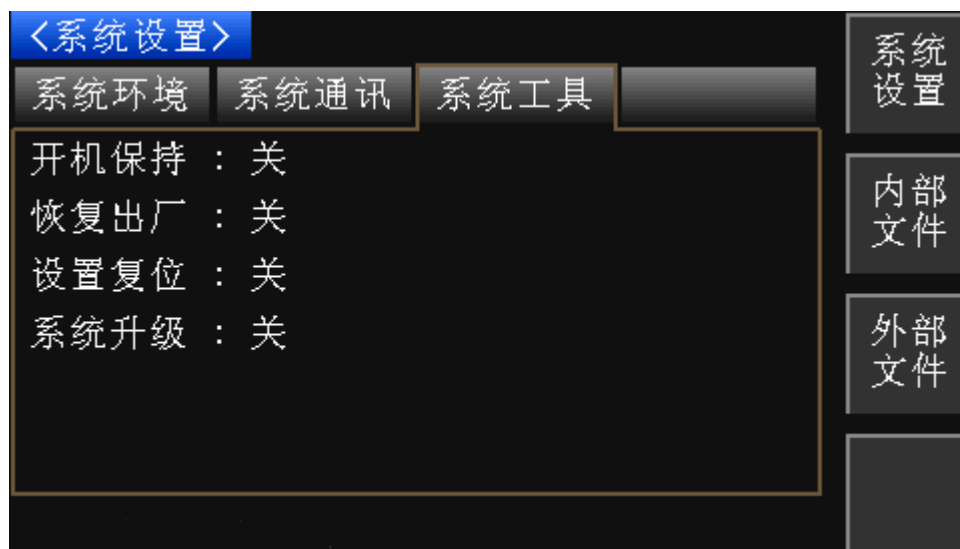 <系统设置>
系统环境 系统通讯 系统工具
开机保持 : 关
恢复出厂 : 关
设置复位 : 关
系统升级 : 关
系统
设置
内部
文件
外部
文件